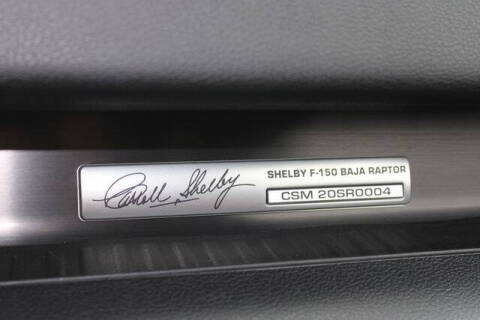 Carroll Shelby
SHELBY F-150 BAJA RAPTOR
CSM 20SR0004